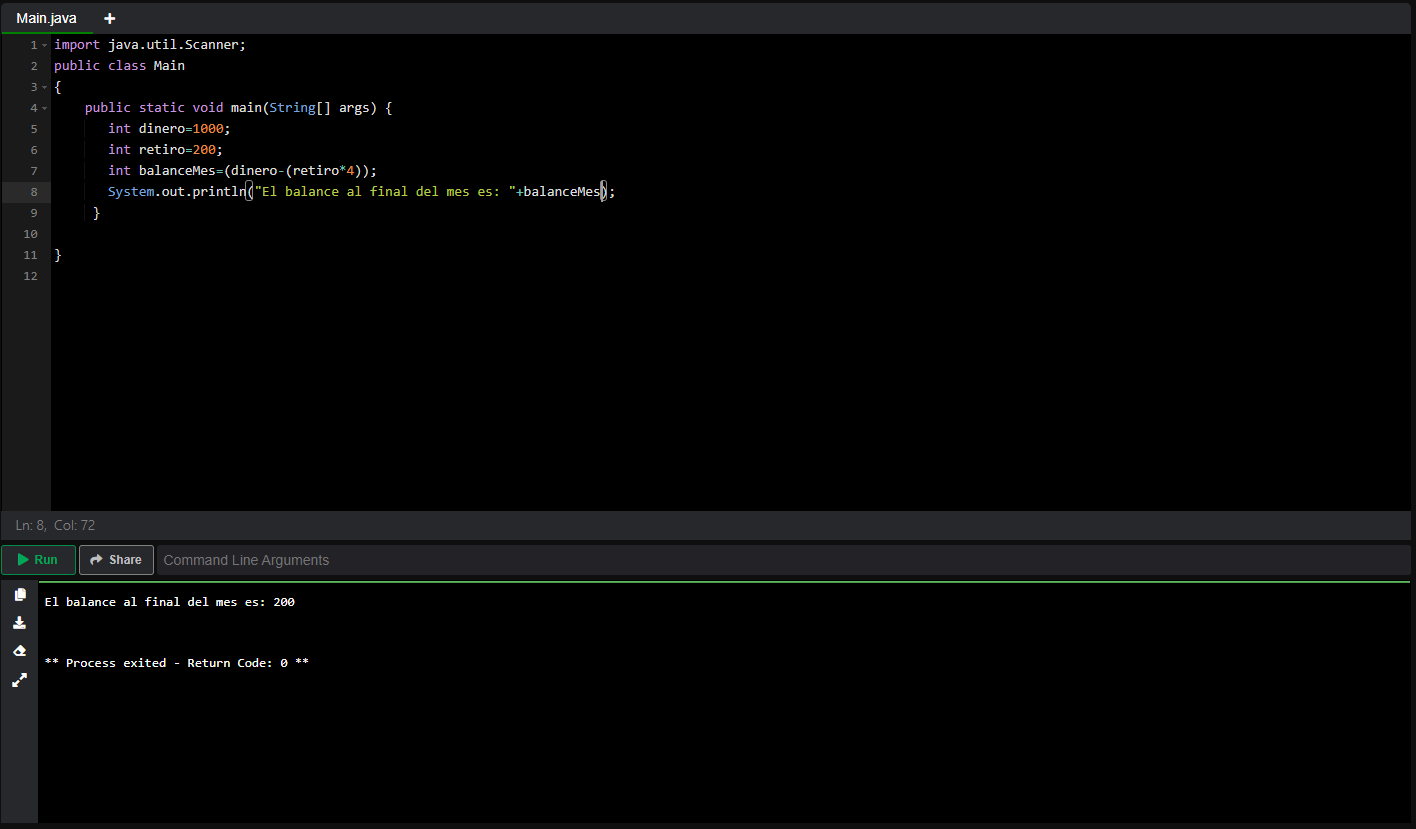 Main.java +
1 import java.util.Scanner;
2 public class Main
3 {
4     public static void main(String[] args) {
5        int dinero=1000;
6        int retiro=200;
7        int balanceMes=(dinero-(retiro*4));
8        System.out.println("El balance al final del mes es: "+balanceMes);
9      }
10
11 }
12
Ln: 8, Col: 72
Run Share Command Line Arguments
El balance al final del mes es: 200
** Process exited - Return Code: 0 **